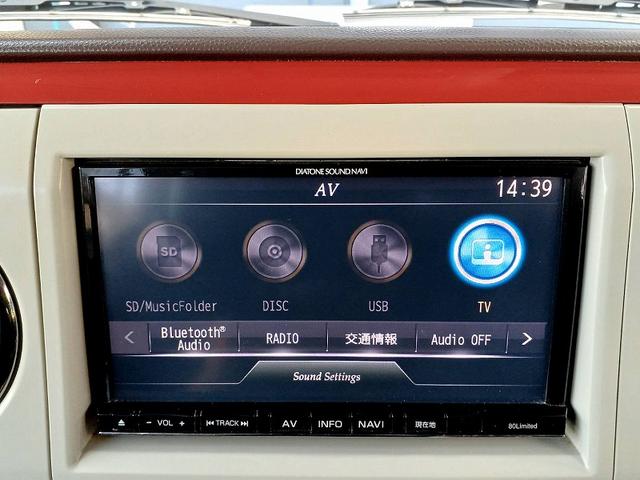 DIATONE SOUND NAVI
AV 14:39
SD
SD/MusicFolder DISC USB TV
< Bluetooth® Audio RADIO 交通情報 Audio OFF >
Sound Settings
− VOL + TRACK AV INFO NAVI 現在地 80Limited